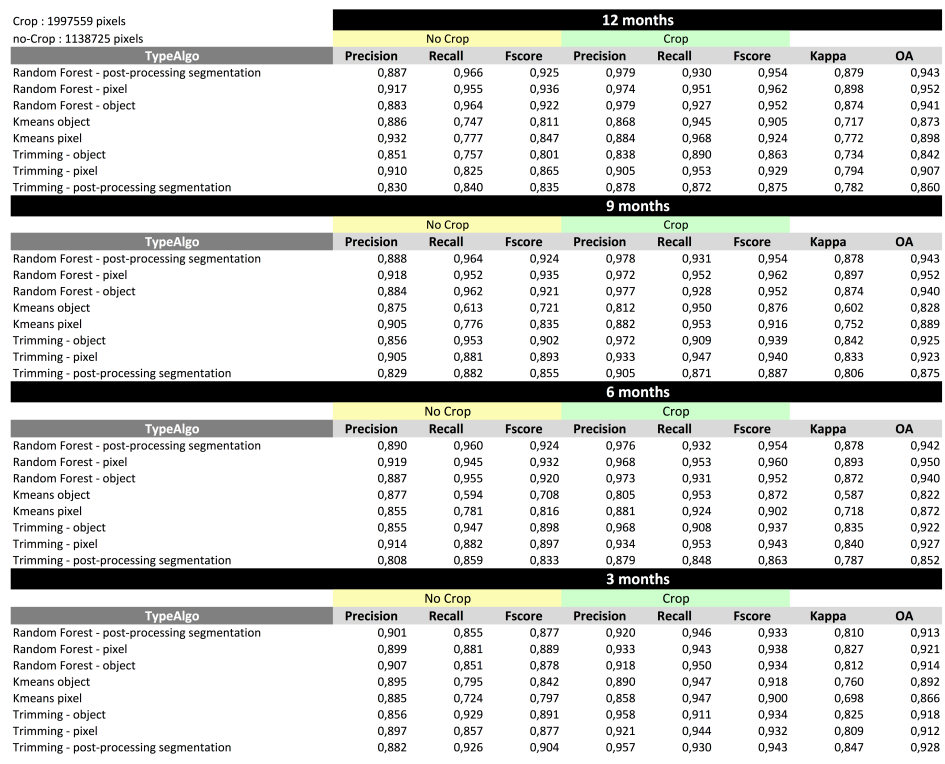 Crop : 1997559 pixels 12 months
no-Crop : 1138725 pixels No Crop Crop
TypeAlgo Precision Recall Fscore Precision Recall Fscore Kappa OA
Random Forest - post-processing segmentation 0,887 0,966 0,925 0,979 0,930 0,954 0,879 0,943
Random Forest - pixel 0,917 0,955 0,936 0,974 0,951 0,962 0,898 0,952
Random Forest - object 0,883 0,964 0,922 0,979 0,927 0,952 0,874 0,941
Kmeans object 0,886 0,747 0,811 0,868 0,945 0,905 0,717 0,873
Kmeans pixel 0,932 0,777 0,847 0,884 0,968 0,924 0,772 0,898
Trimming - object 0,851 0,757 0,801 0,838 0,890 0,863 0,734 0,842
Trimming - pixel 0,910 0,825 0,865 0,905 0,953 0,929 0,794 0,907
Trimming - post-processing segmentation 0,830 0,840 0,835 0,878 0,872 0,875 0,782 0,860
9 months
No Crop Crop
TypeAlgo Precision Recall Fscore Precision Recall Fscore Kappa OA
Random Forest - post-processing segmentation 0,888 0,964 0,924 0,978 0,931 0,954 0,878 0,943
Random Forest - pixel 0,918 0,952 0,935 0,972 0,952 0,962 0,897 0,952
Random Forest - object 0,884 0,962 0,921 0,977 0,928 0,952 0,874 0,940
Kmeans object 0,875 0,613 0,721 0,812 0,950 0,876 0,602 0,828
Kmeans pixel 0,905 0,776 0,835 0,882 0,953 0,916 0,752 0,889
Trimming - object 0,856 0,953 0,902 0,972 0,909 0,939 0,842 0,925
Trimming - pixel 0,905 0,881 0,893 0,933 0,947 0,940 0,833 0,923
Trimming - post-processing segmentation 0,829 0,882 0,855 0,905 0,871 0,887 0,806 0,875
6 months
No Crop Crop
TypeAlgo Precision Recall Fscore Precision Recall Fscore Kappa OA
Random Forest - post-processing segmentation 0,890 0,960 0,924 0,976 0,932 0,954 0,878 0,942
Random Forest - pixel 0,919 0,945 0,932 0,968 0,953 0,960 0,893 0,950
Random Forest - object 0,887 0,955 0,920 0,973 0,931 0,952 0,872 0,940
Kmeans object 0,877 0,594 0,708 0,805 0,953 0,872 0,587 0,822
Kmeans pixel 0,855 0,781 0,816 0,881 0,924 0,902 0,718 0,872
Trimming - object 0,855 0,947 0,898 0,968 0,908 0,937 0,835 0,922
Trimming - pixel 0,914 0,882 0,897 0,934 0,953 0,943 0,840 0,927
Trimming - post-processing segmentation 0,808 0,859 0,833 0,879 0,848 0,863 0,787 0,852
3 months
No Crop Crop
TypeAlgo Precision Recall Fscore Precision Recall Fscore Kappa OA
Random Forest - post-processing segmentation 0,901 0,855 0,877 0,920 0,946 0,933 0,810 0,913
Random Forest - pixel 0,899 0,881 0,889 0,933 0,943 0,938 0,827 0,921
Random Forest - object 0,907 0,851 0,878 0,918 0,950 0,934 0,812 0,914
Kmeans object 0,895 0,795 0,842 0,890 0,947 0,918 0,760 0,892
Kmeans pixel 0,885 0,724 0,797 0,858 0,947 0,900 0,698 0,866
Trimming - object 0,856 0,929 0,891 0,958 0,911 0,934 0,825 0,918
Trimming - pixel 0,897 0,857 0,877 0,921 0,944 0,932 0,809 0,912
Trimming - post-processing segmentation 0,882 0,926 0,904 0,957 0,930 0,943 0,847 0,928